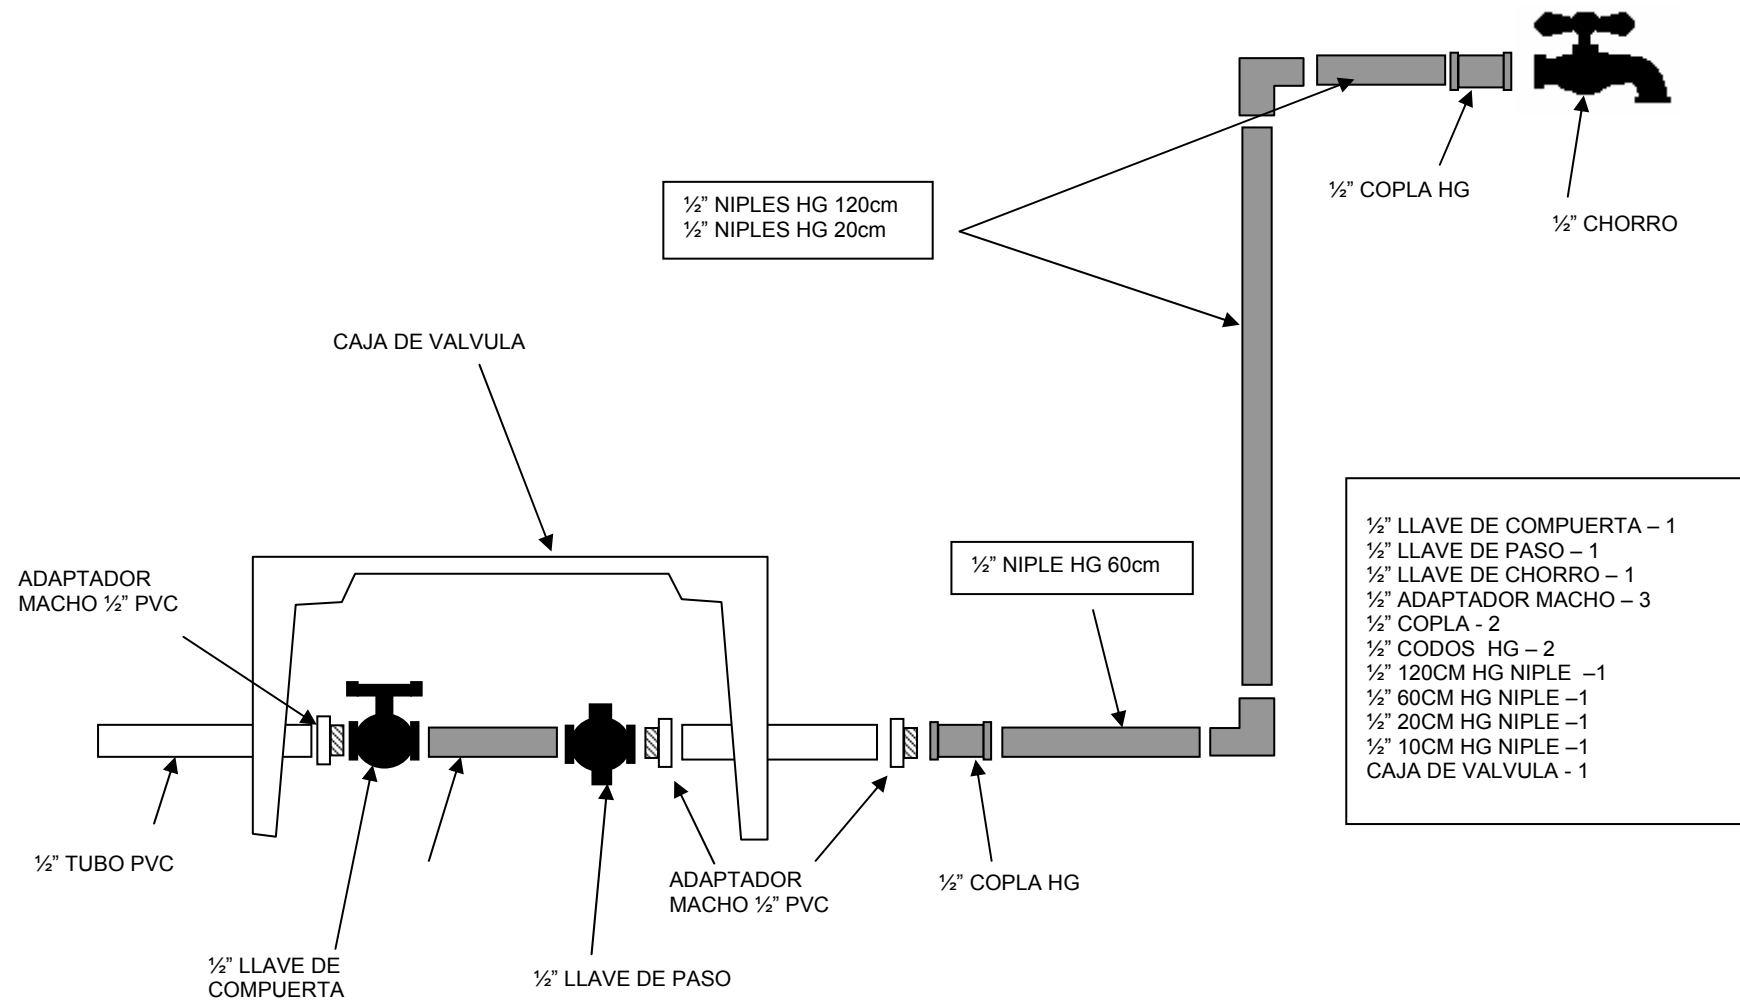 ½” COPLA HG
½” CHORRO
½” NIPLES HG 120cm
½” NIPLES HG 20cm
CAJA DE VALVULA
ADAPTADOR
MACHO ½” PVC
½” NIPLE HG 60cm
½” LLAVE DE COMPUERTA – 1
½” LLAVE DE PASO – 1
½” LLAVE DE CHORRO – 1
½” ADAPTADOR MACHO – 3
½” COPLA - 2
½” CODOS  HG – 2
½” 120CM HG NIPLE  –1
½” 60CM HG NIPLE –1
½” 20CM HG NIPLE –1
½” 10CM HG NIPLE –1
CAJA DE VALVULA - 1
½” TUBO PVC
ADAPTADOR
MACHO ½” PVC
½” COPLA HG
½” LLAVE DE
COMPUERTA
½” LLAVE DE PASO